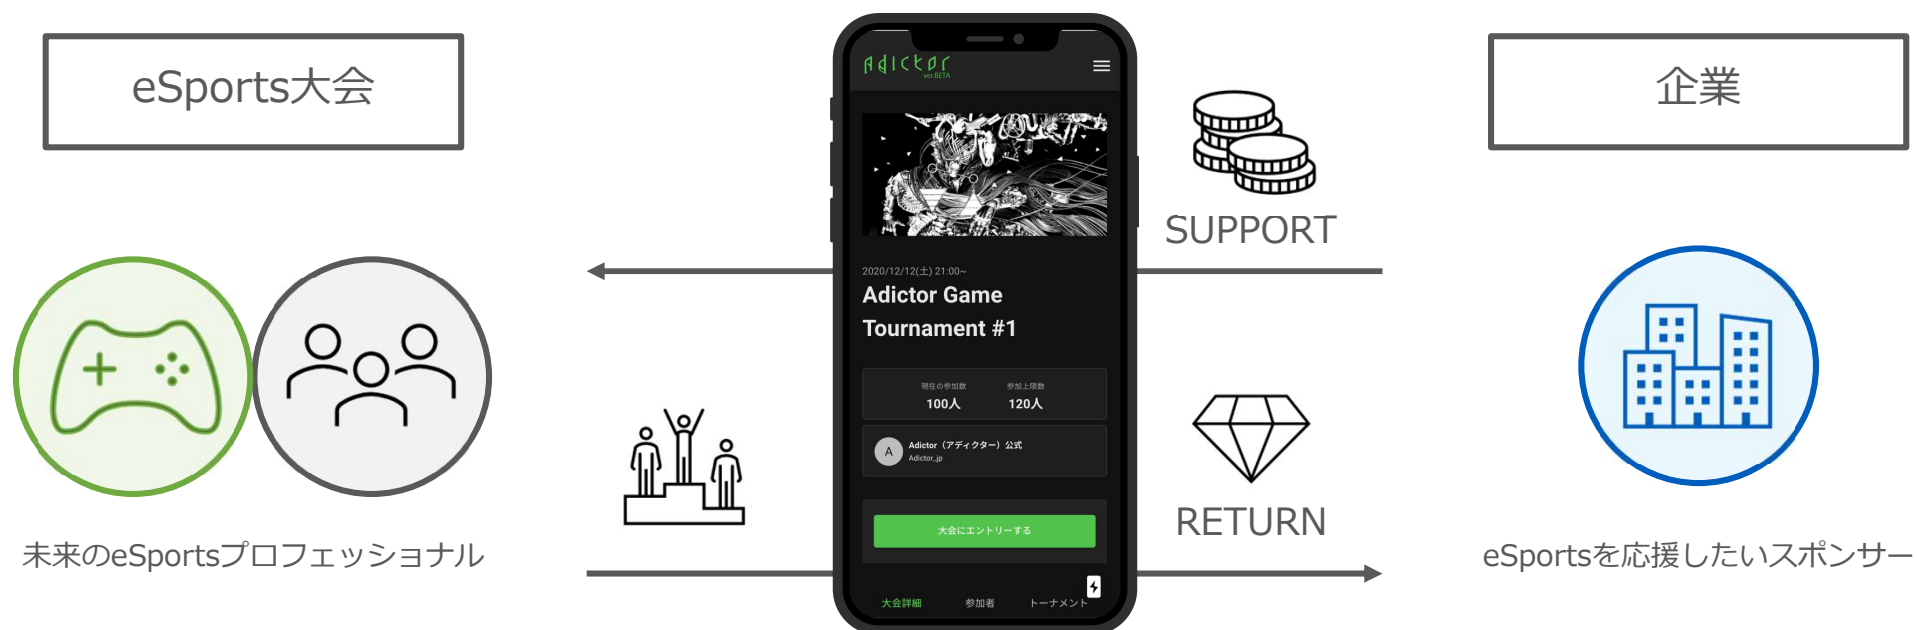 eSports大会
未来のeSportsプロフェッショナル
Adictor
ver.BETA
2020/12/12(土) 21:00~
Adictor Game
Tournament #1
現在の参加数 参加上限数
100人 120人
A
Adictor（アディクター）公式
Adictor_jp
大会にエントリーする
大会詳細 参加者 トーナメント
SUPPORT
RETURN
企業
eSportsを応援したいスポンサー